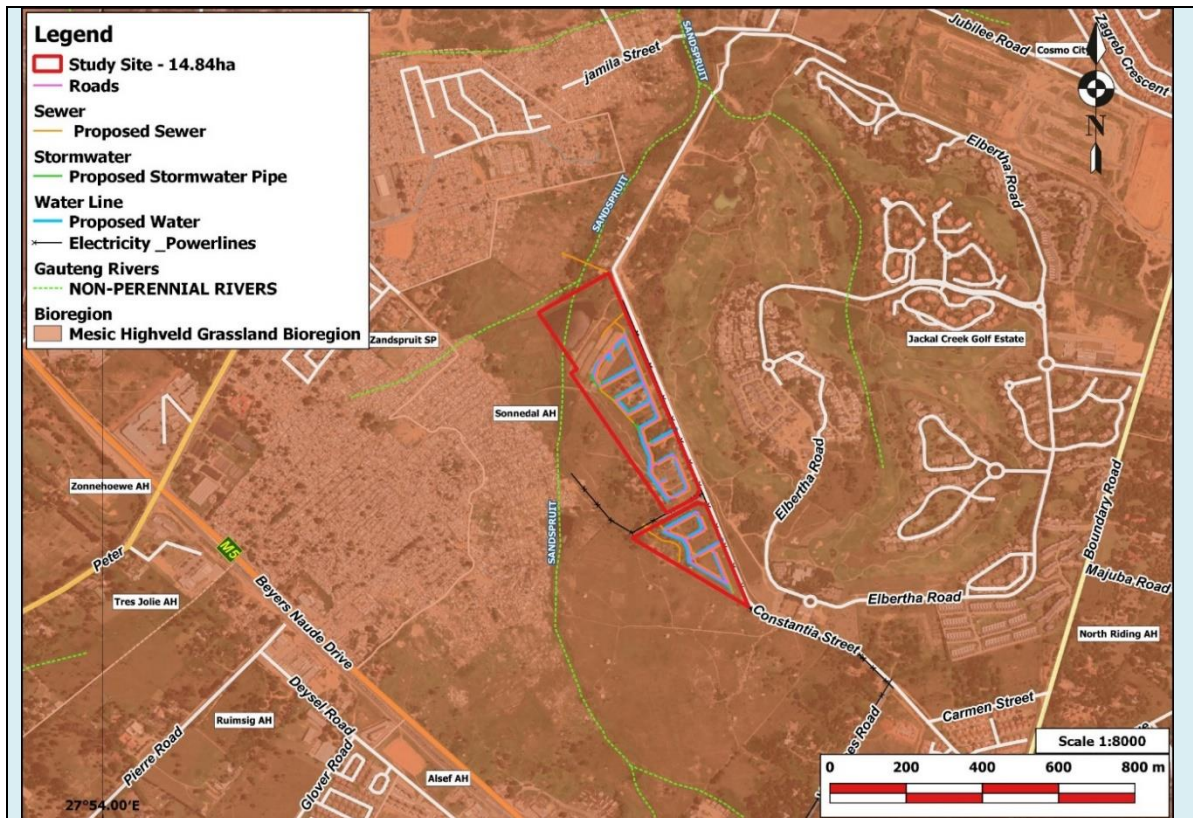 Legend
Study Site - 14.84ha
Roads
Sewer
Proposed Sewer
Stormwater
Proposed Stormwater Pipe
Water Line
Proposed Water
Electricity _Powerlines
Gauteng Rivers
NON-PERENNIAL RIVERS
Bioregion
Mesic Highveld Grassland Bioregion
jamila Street
SANDSPRUIT
Jubilee Road
Cosmo City
Zagreb Crescent
N
Elbertha Road
SANDSPRUIT
Zandspruit SP
Jackal Creek Golf Estate
Sonnedal AH
Zonnehoewe AH
Elbertha Road
Boundary Road
SANDSPRUIT
Peter
M5
Tres Jolie AH
Beyers Naude Drive
Majuba Road
Elbertha Road
Constantia Street
North Riding AH
Deysel Road
Ruimsig AH
Carmen Street
Pierre Road
Glover Road
Alsef AH
Road
Scale 1:8000
0 200 400 600 800 m
27°54.00'E